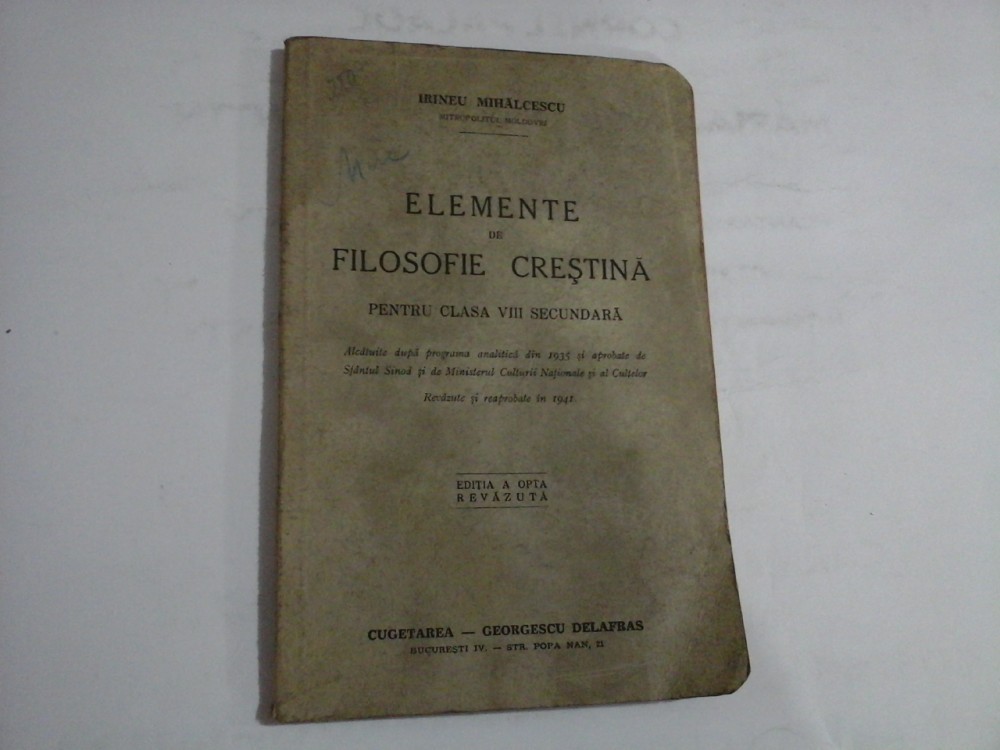 IRINEU MIHĂLCESCU
MITROPOLITUL MOLDOVEI
ELEMENTE
DE
FILOSOFIE CREŞTINĂ
PENTRU CLASA VIII SECUNDARĂ
Alcătuite după programa analitică din 1935 şi aprobate de
Sfântul Sinod şi de Ministerul Culturii Naţionale şi al Cultelor
Revăzute şi reaprobate în 1941.
EDIŢIA A OPTA
REVĂZUTĂ
CUGETAREA — GEORGESCU DELAFRAS
BUCUREŞTI IV. — STR. POPA NAN, 21